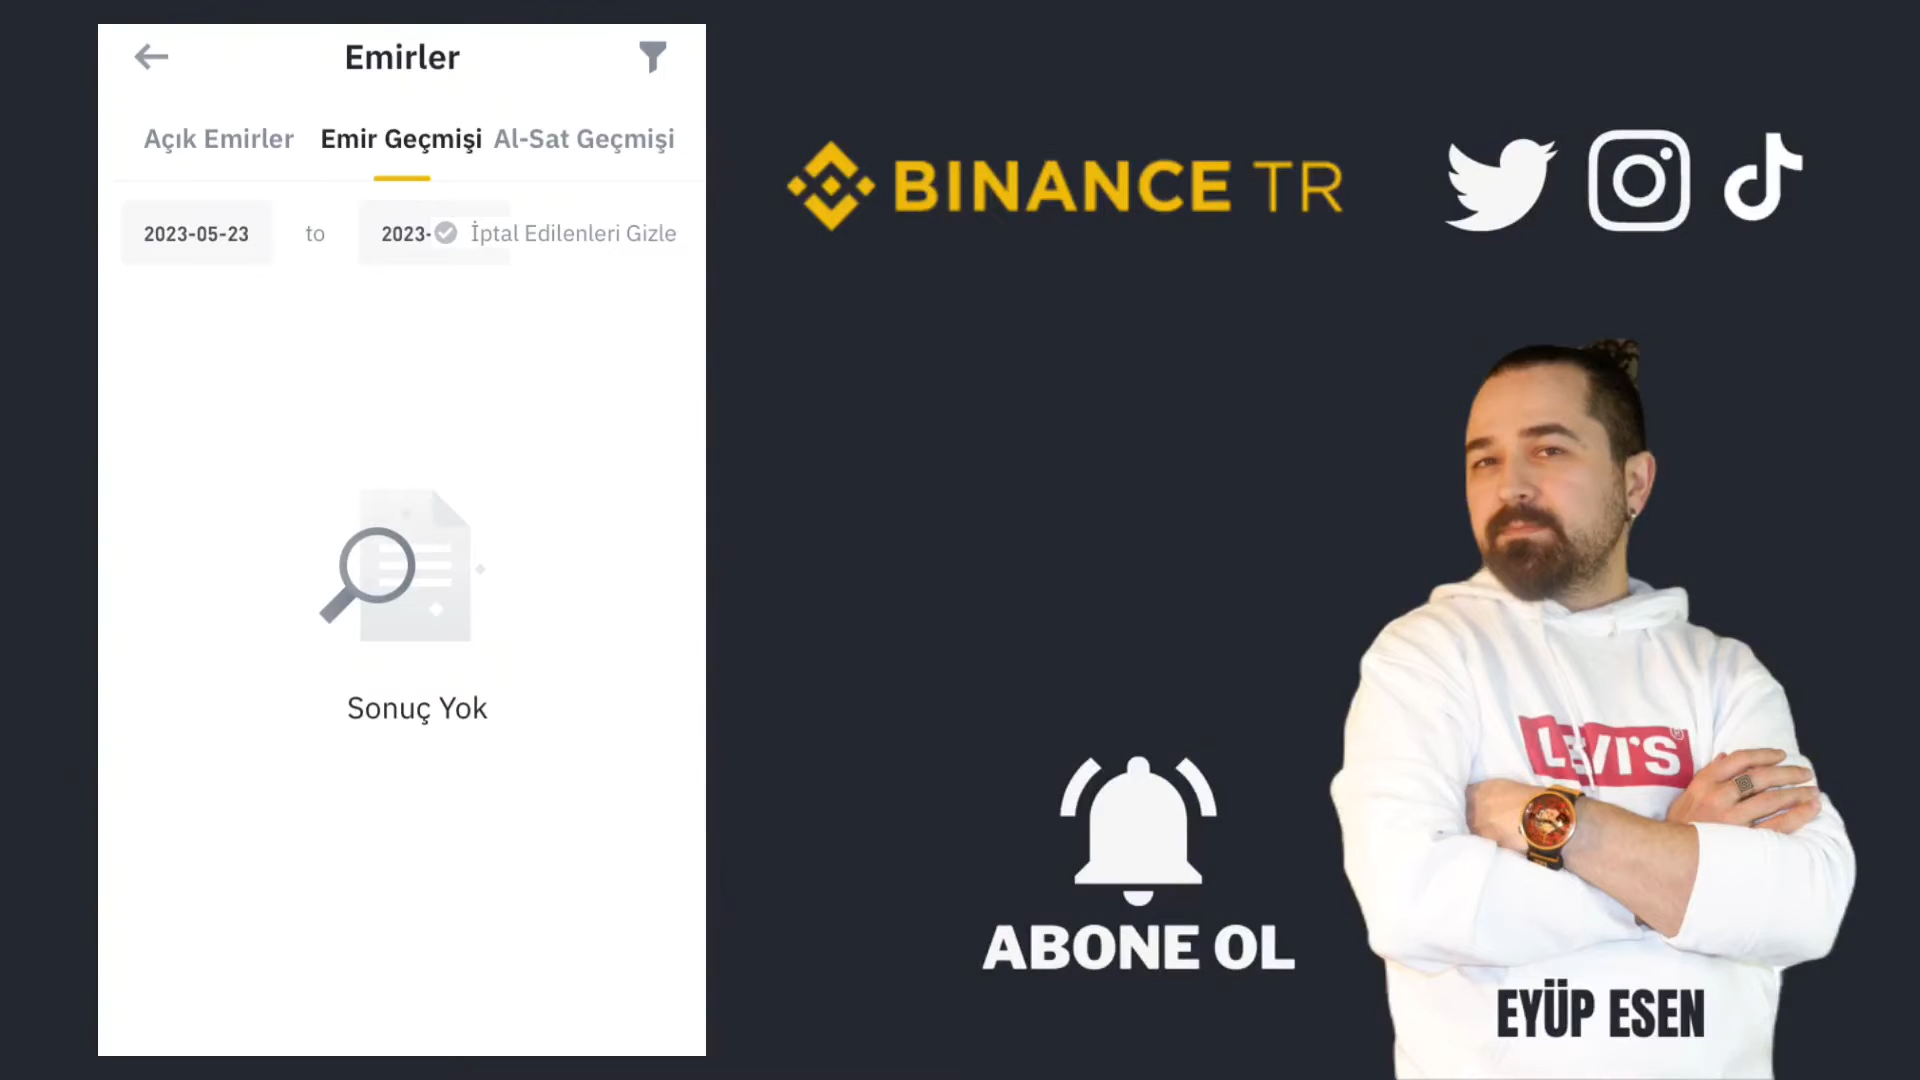 Emirler
Açık Emirler Emir Geçmişi Al-Sat Geçmişi
2023-05-23 to 2023- İptal Edilenleri Gizle
Sonuç Yok
BINANCE TR
LEVI'S®
ABONE OL
EYÜP ESEN